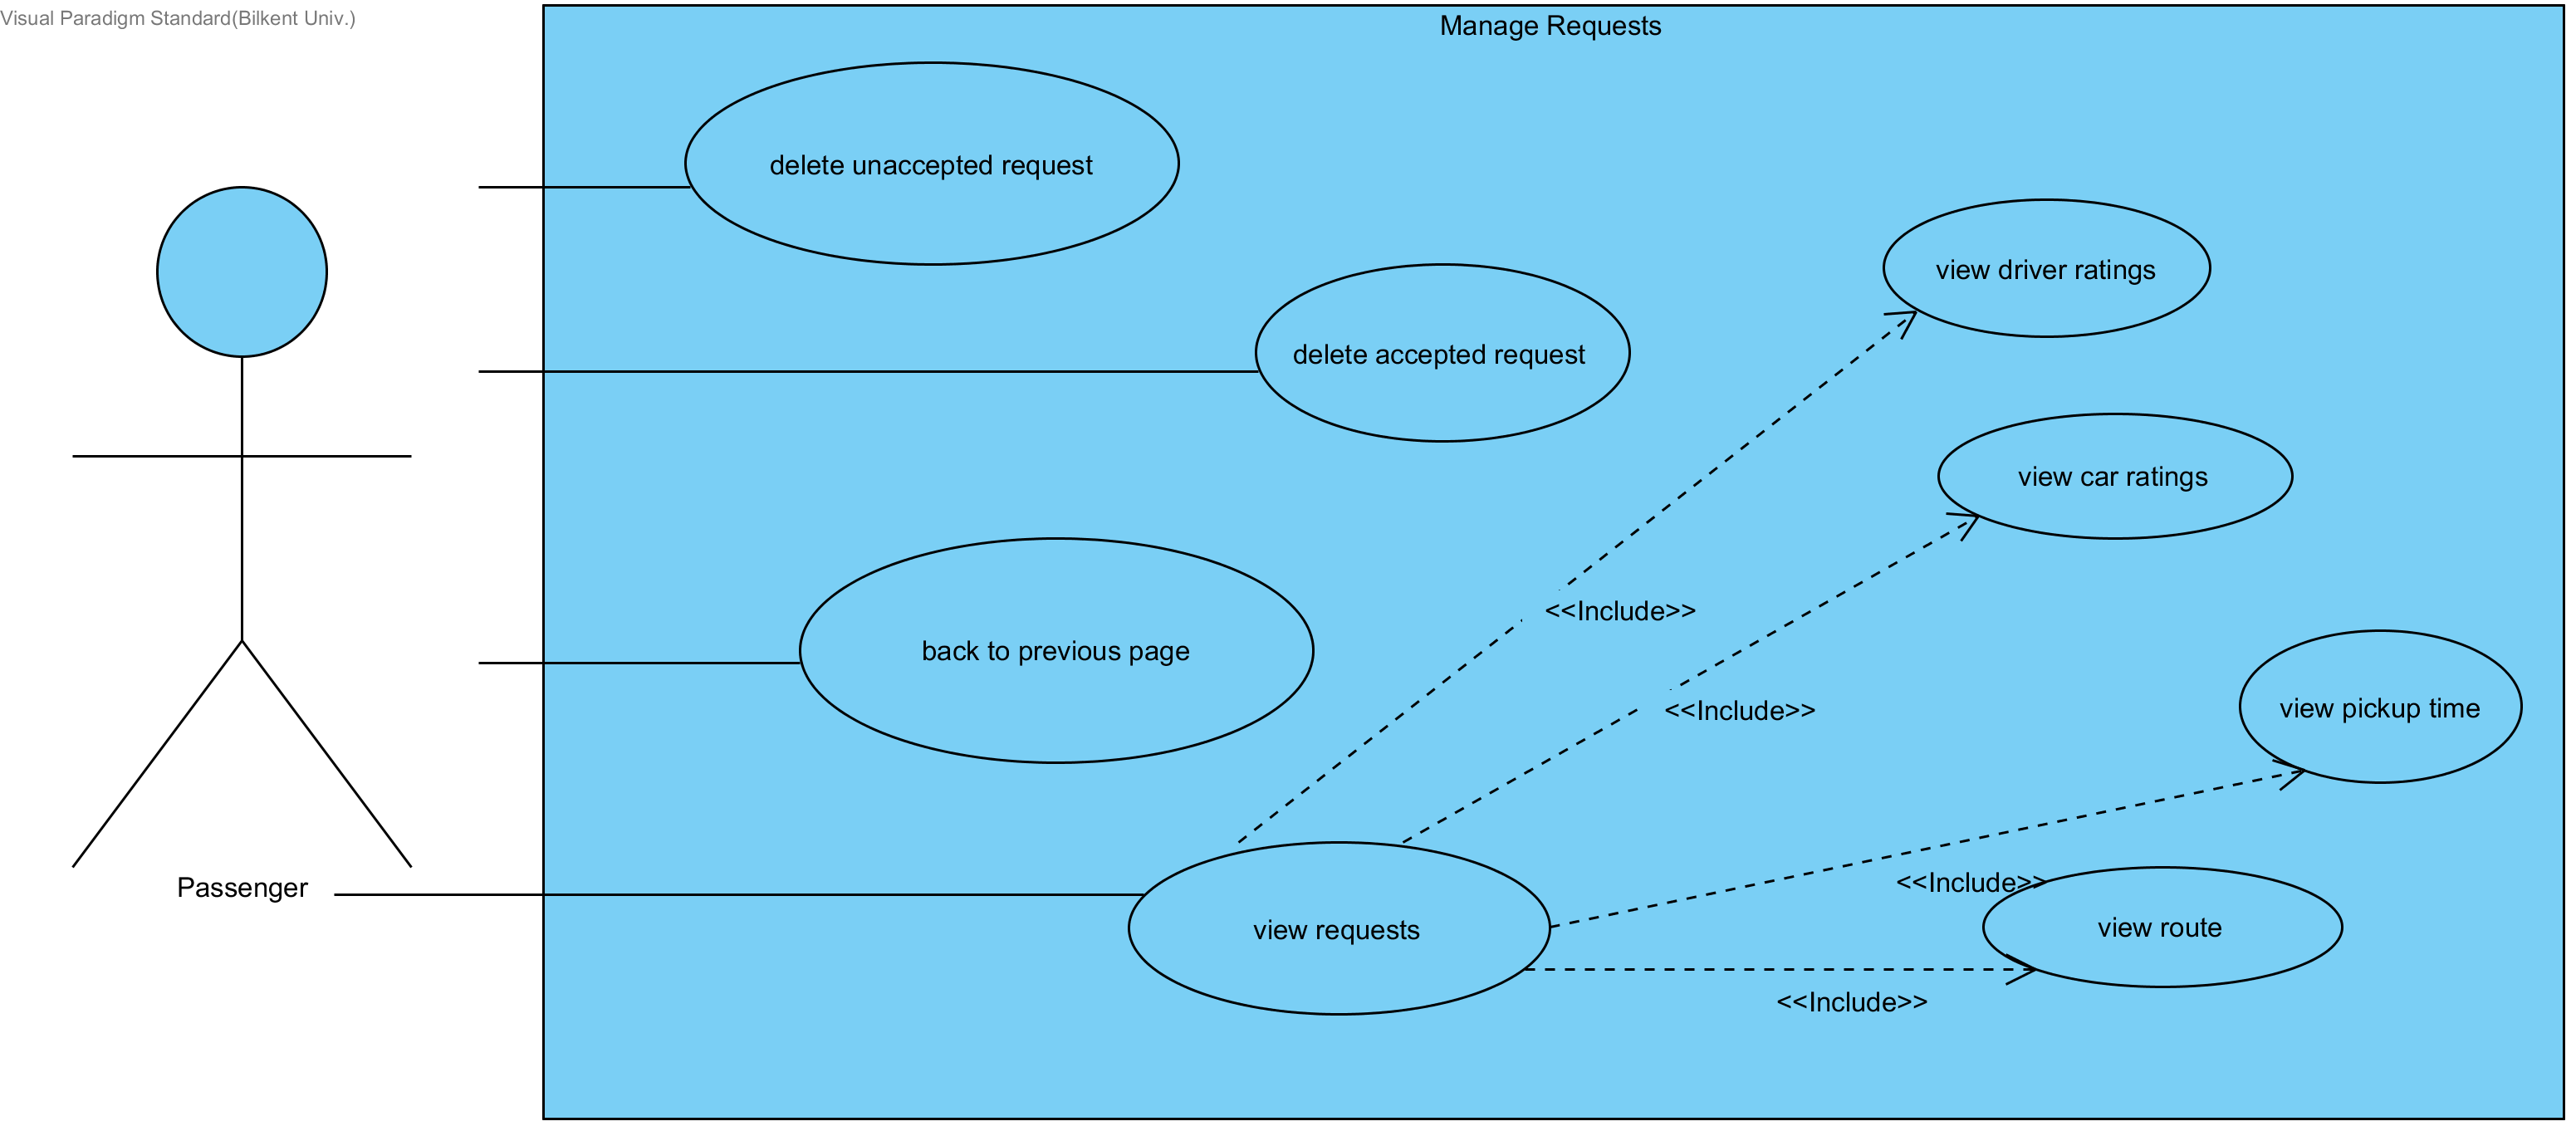 Visual Paradigm Standard(Bilkent Univ.)
Manage Requests
delete unaccepted request
view driver ratings
delete accepted request
view car ratings
<<Include>>
back to previous page
<<Include>>
view pickup time
<<Include>>
Passenger
view requests
view route
<<Include>>